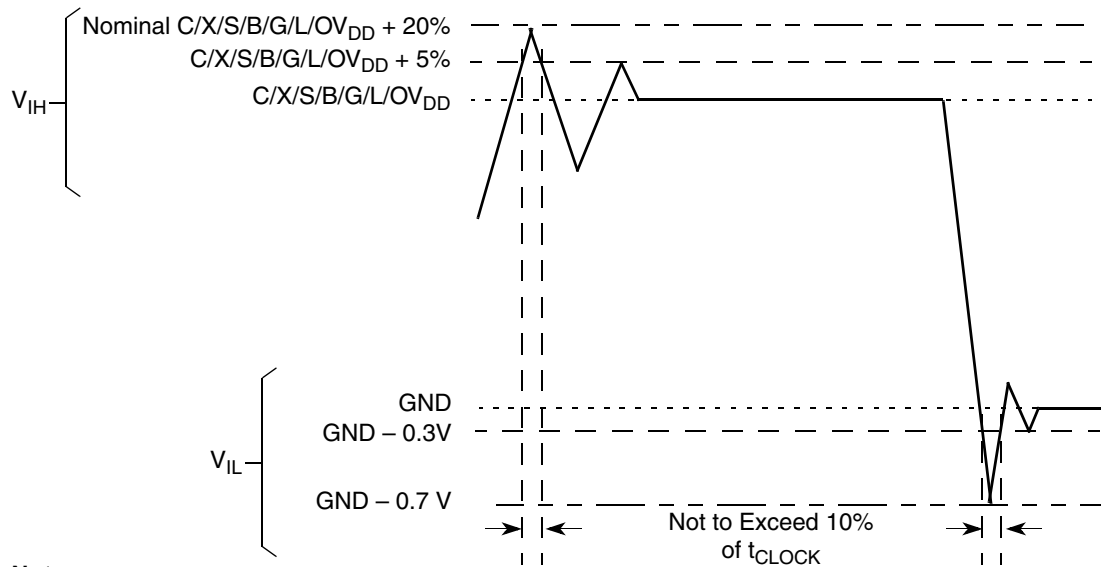 Nominal C/X/S/B/G/L/OVDD + 20%
C/X/S/B/G/L/OVDD + 5%
C/X/S/B/G/L/OVDD
VIH
GND
GND – 0.3V
VIL
GND – 0.7 V
Not to Exceed 10%
of tCLOCK